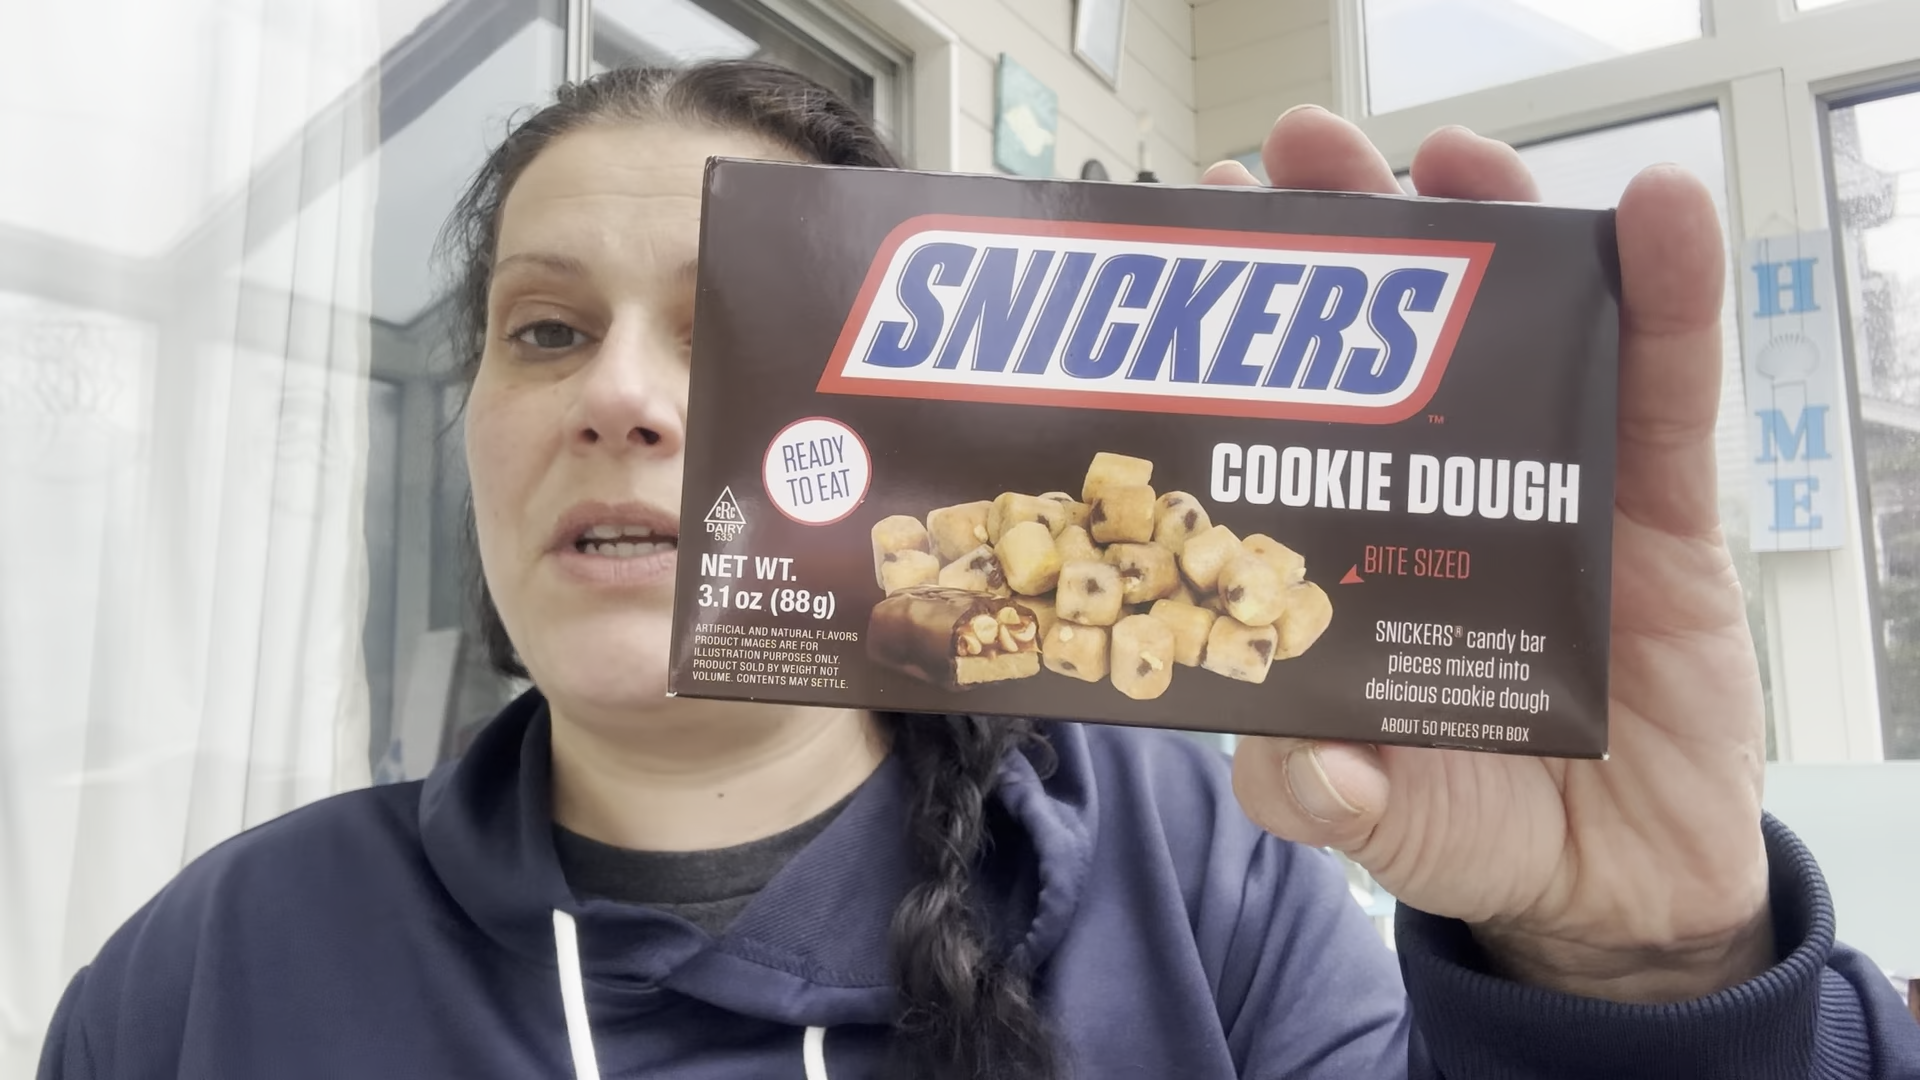 SNICKERS
™
READY
TO EAT
COOKIE DOUGH
CRC
DAIRY
533
BITE SIZED
NET WT.
3.1 oz (88g)
ARTIFICIAL AND NATURAL FLAVORS
PRODUCT IMAGES ARE FOR
ILLUSTRATION PURPOSES ONLY.
PRODUCT SOLD BY WEIGHT NOT
VOLUME. CONTENTS MAY SETTLE.
SNICKERS® candy bar
pieces mixed into
delicious cookie dough
ABOUT 50 PIECES PER BOX
H
M
E